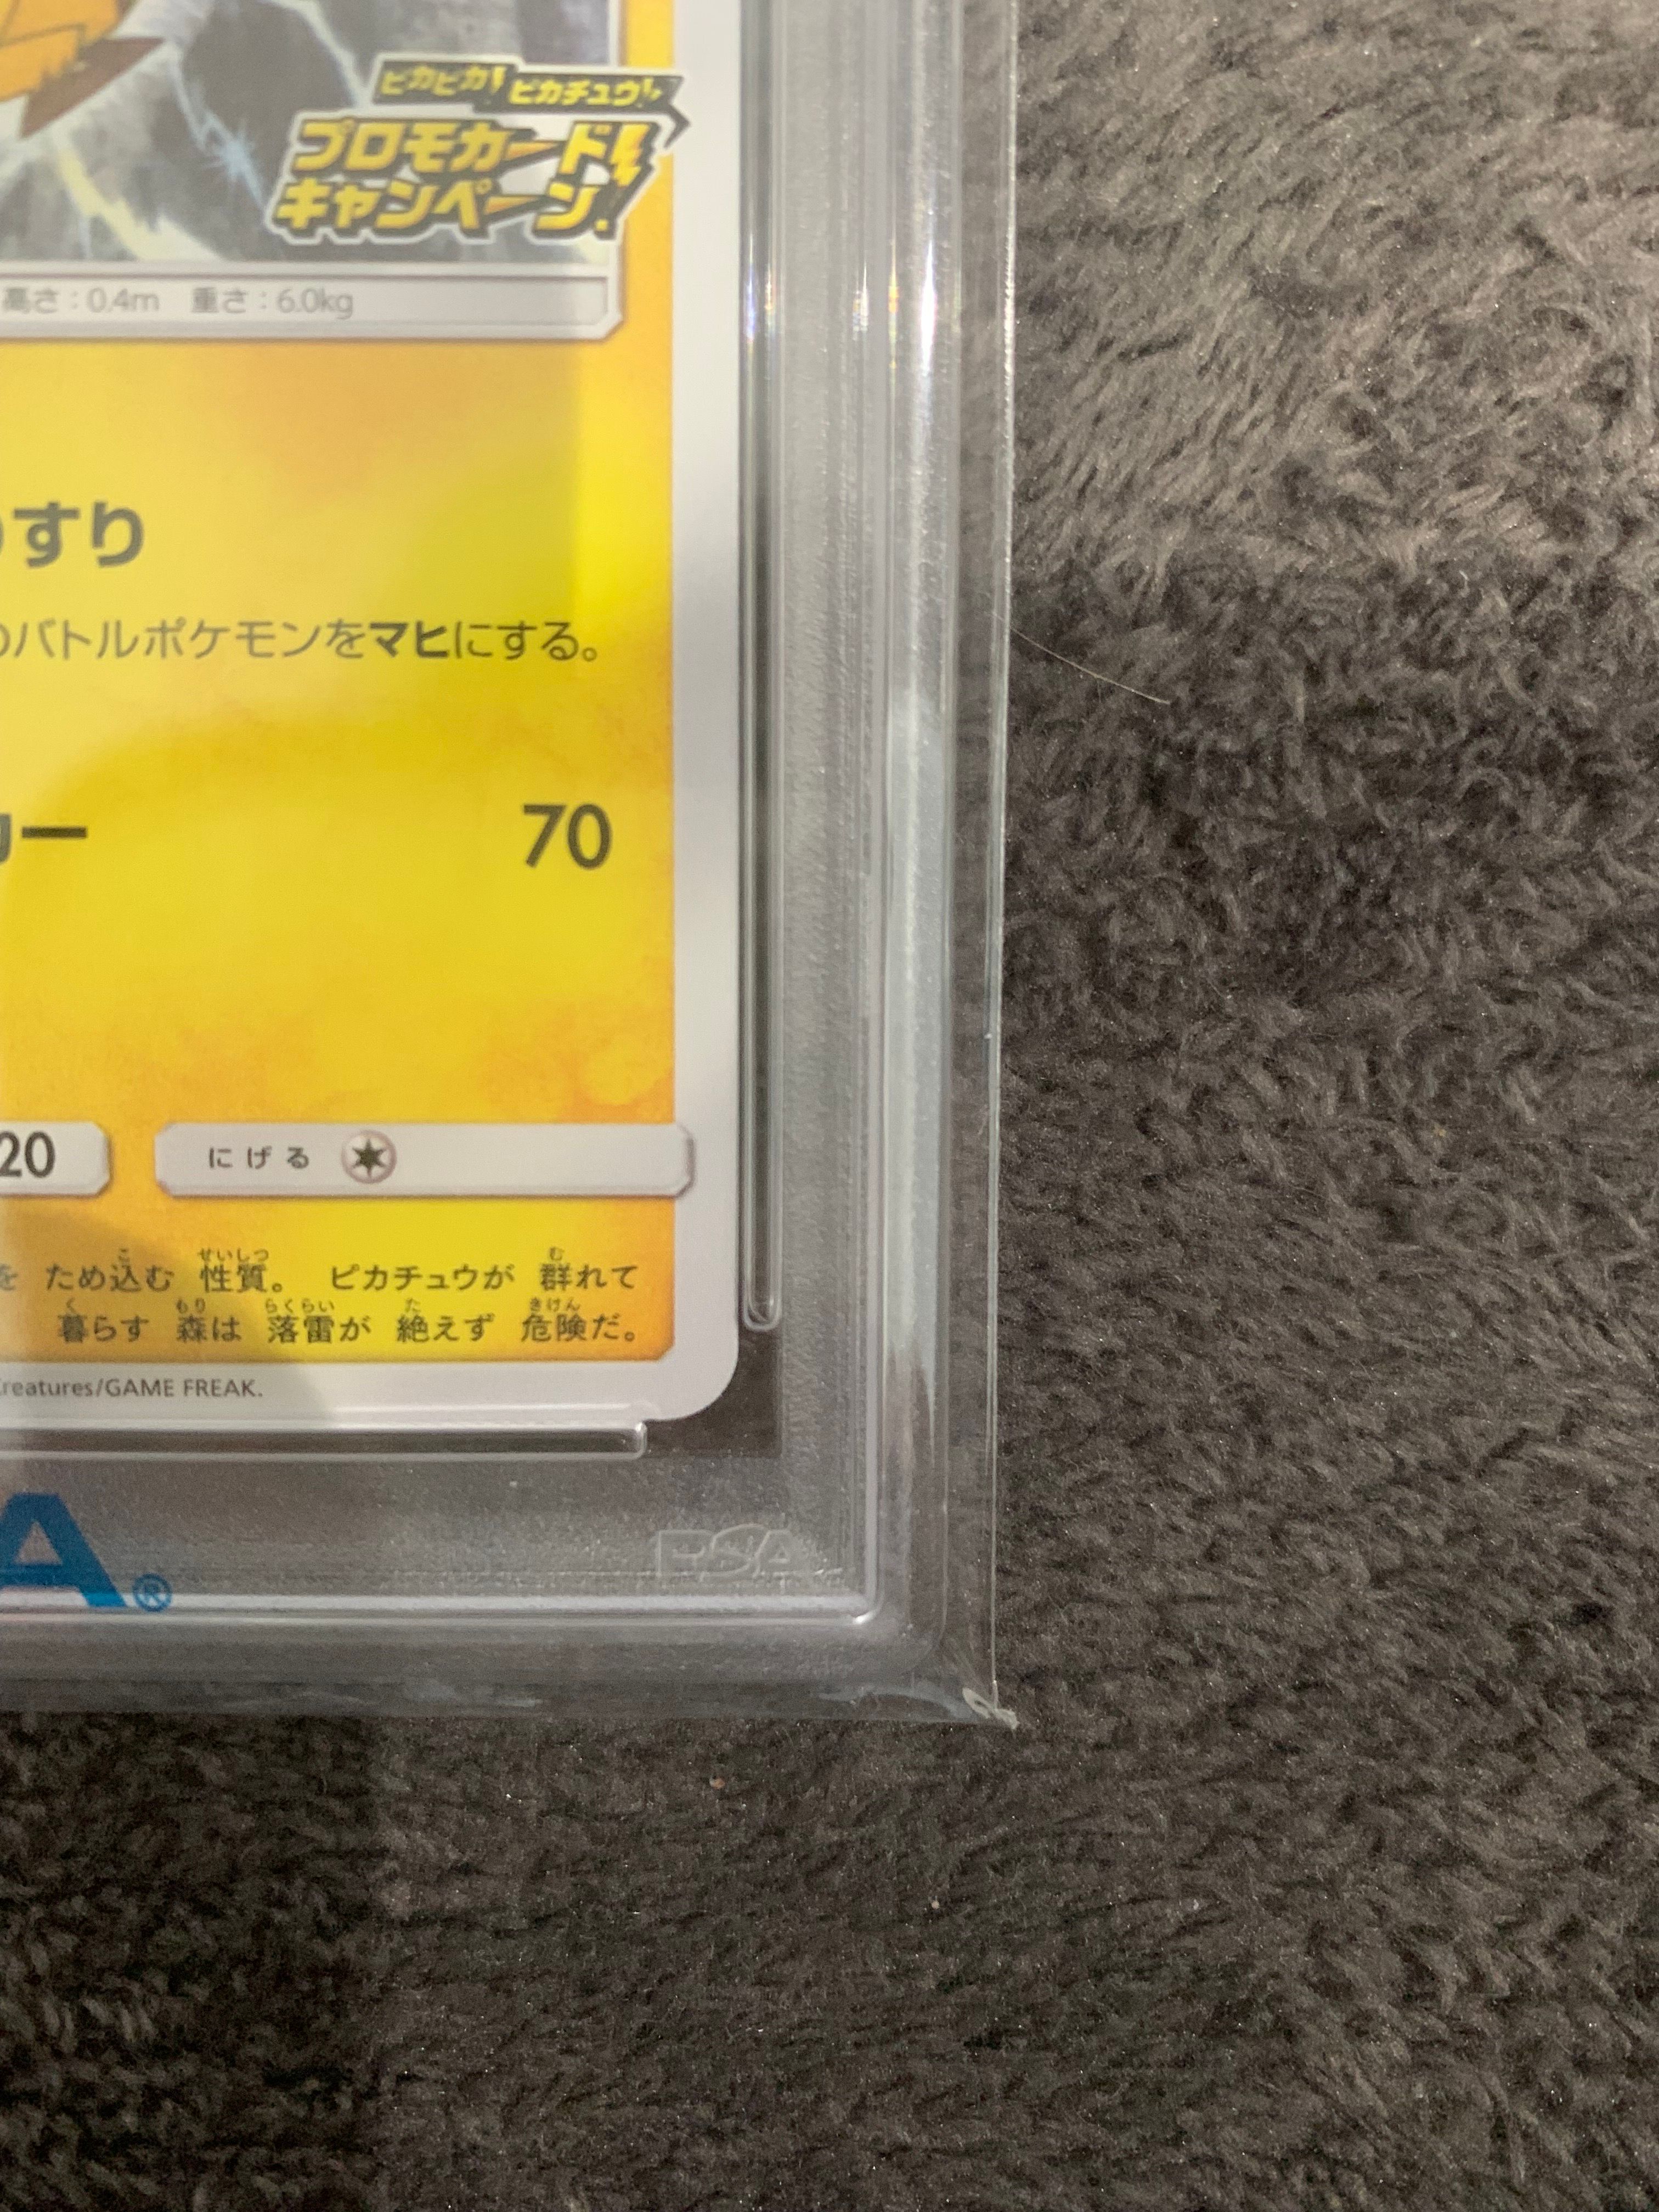 ピカピカ! ピカチュウ!
プロモカード
キャンペーン!
高さ:0.4m 重さ:6.0kg
すり
のバトルポケモンをマヒにする。
ー 70
20 にげる
を ため込む 性質。 ピカチュウが 群れて
暮らす 森は 落雷が 絶えず 危険だ。
Creatures/GAME FREAK.
PSA
A®